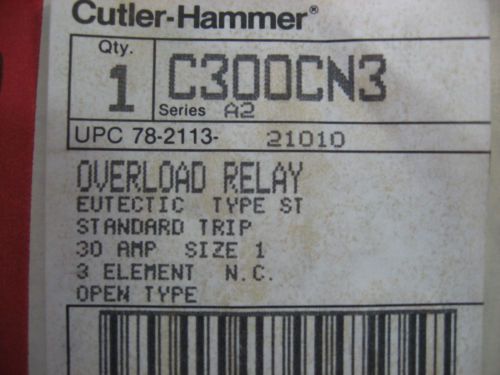 Cutler-Hammer®
Qty.
1
C300CN3
Series A2
UPC 78-2113- 21010
OVERLOAD RELAY
EUTECTIC TYPE ST
STANDARD TRIP
30 AMP SIZE 1
3 ELEMENT N.C.
OPEN TYPE